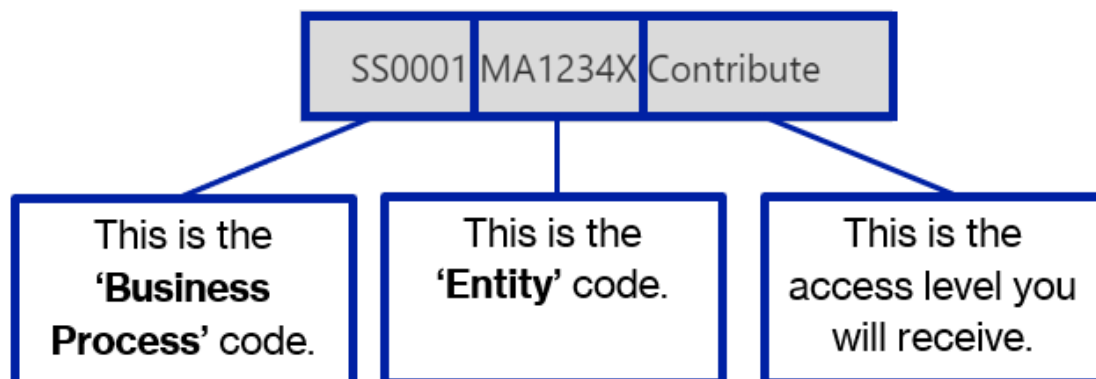 SS0001 MA1234X Contribute
This is the
‘Business
Process’ code.
This is the
‘Entity’ code.
This is the
access level you
will receive.